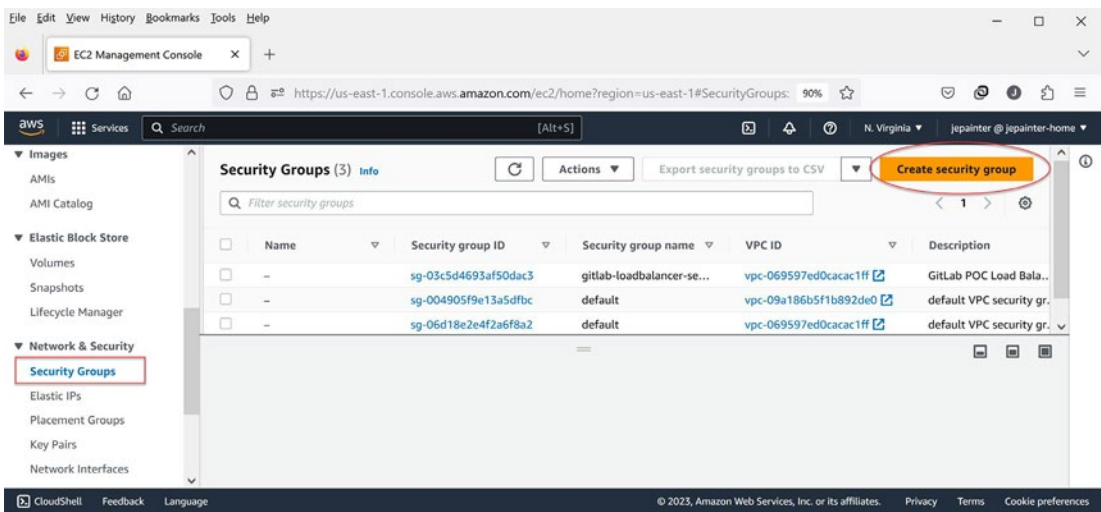 File Edit View History Bookmarks Tools Help
EC2 Management Console
https://us-east-1.console.aws.amazon.com/ec2/home?region=us-east-1#SecurityGroups: 90%
aws Services Search [Alt+S] N. Virginia jepainter @ jepainter-home
Images
AMIs
AMI Catalog
Elastic Block Store
Volumes
Snapshots
Lifecycle Manager
Network & Security
Security Groups
Elastic IPs
Placement Groups
Key Pairs
Network Interfaces
Security Groups (3) Info Actions Export security groups to CSV Create security group
Filter security groups 1
Name Security group ID Security group name VPC ID Description
– sg-03c5d4693af50dac3 gitlab-loadbalancer-se... vpc-069597ed0cacac1ff GitLab POC Load Bala..
– sg-004905f9e13a5dfbc default vpc-09a186b5f1b892de0 default VPC security gr.
– sg-06d18e2e4f2a6f8a2 default vpc-069597ed0cacac1ff default VPC security gr.
CloudShell Feedback Language © 2023, Amazon Web Services, Inc. or its affiliates. Privacy Terms Cookie preferences